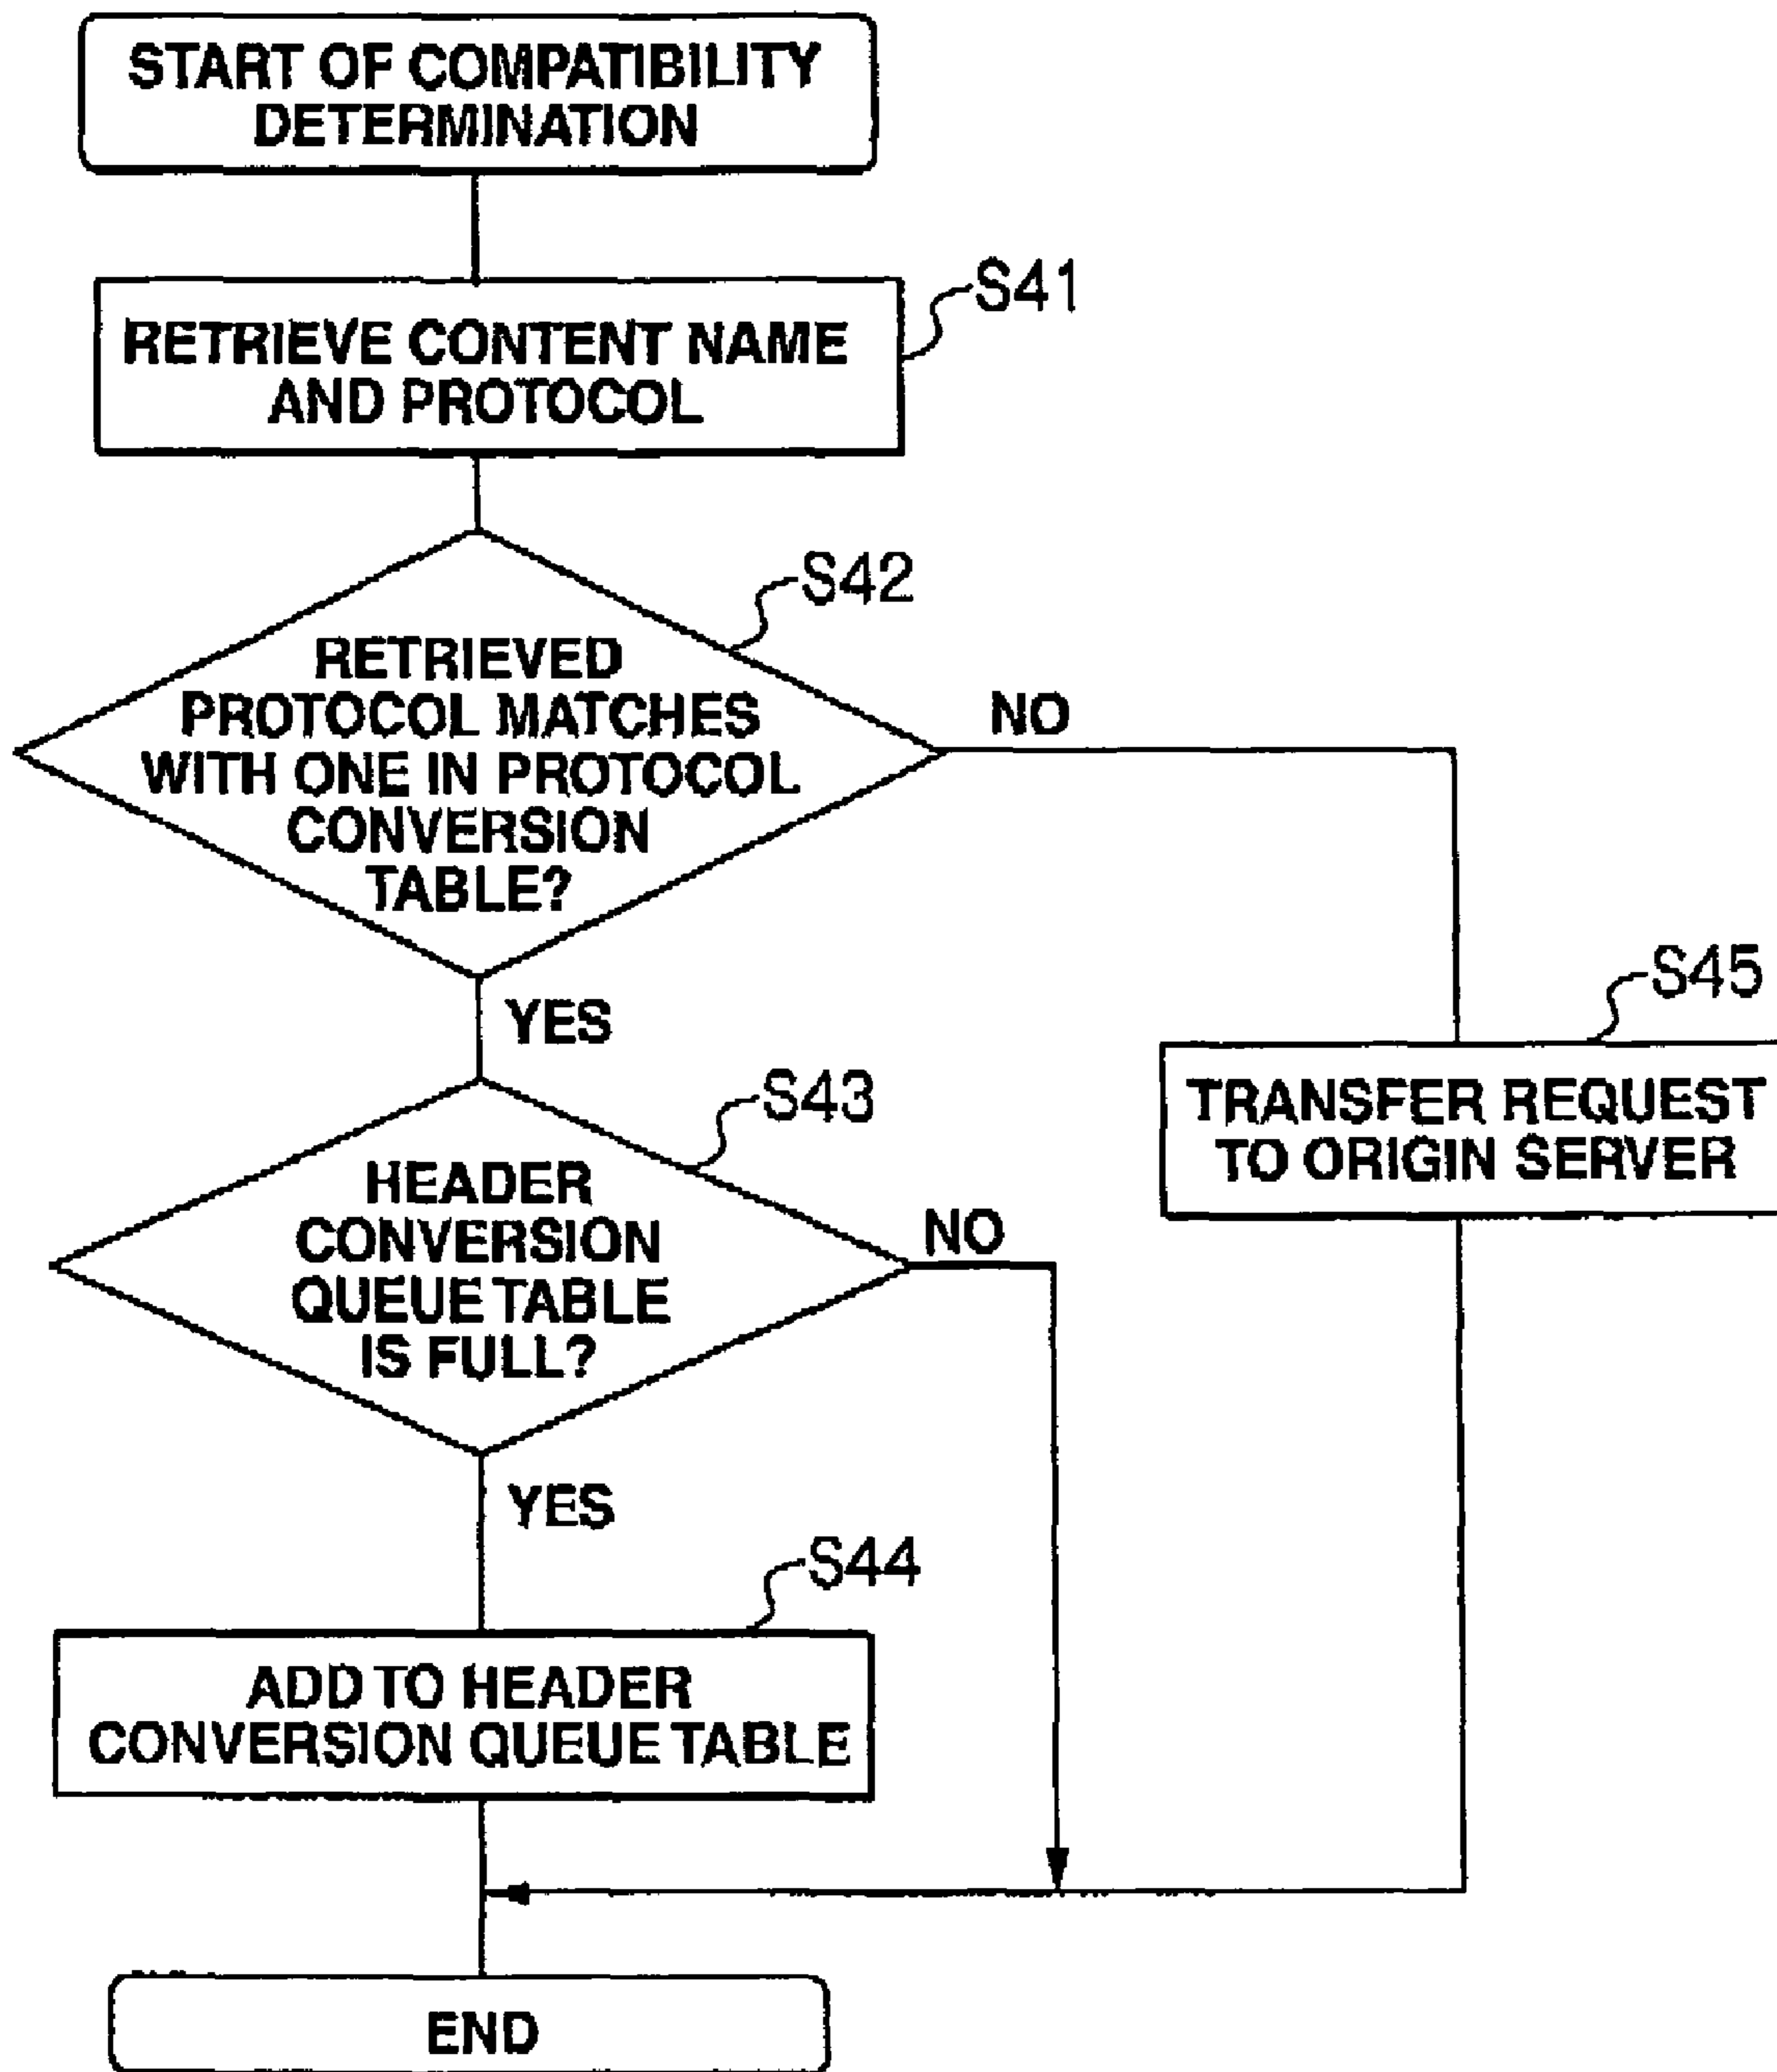 START OF COMPATIBILITY
DETERMINATION
S41
RETRIEVE CONTENT NAME
AND PROTOCOL
S42
RETRIEVED
PROTOCOL MATCHES
WITH ONE IN PROTOCOL
CONVERSION
TABLE?
NO
YES
S45
TRANSFER REQUEST
TO ORIGIN SERVER
S43
HEADER
CONVERSION
QUEUE TABLE
IS FULL?
NO
YES
S44
ADD TO HEADER
CONVERSION QUEUE TABLE
END